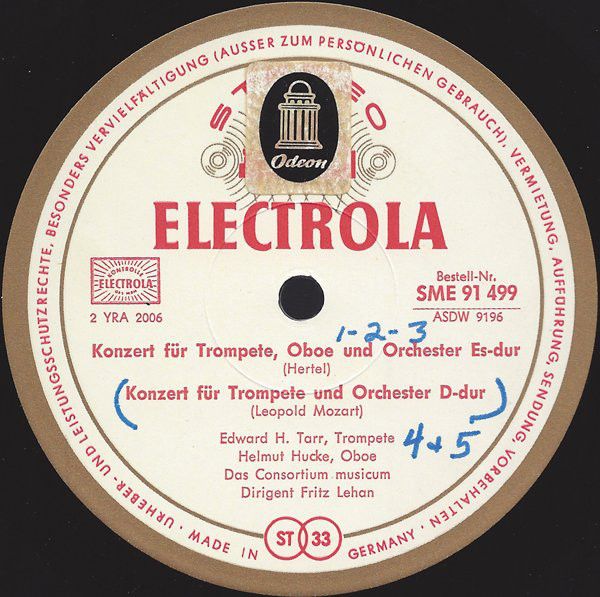 URHEBER- UND LEISTUNGSSCHUTZRECHTE, BESONDERS VERVIELFÄLTIGUNG (AUSSER ZUM PERSÖNLICHEN GEBRAUCH), VERMIETUNG, AUFFÜHRUNG, SENDUNG, VORBEHALTEN · MADE IN GERMANY ·
Odeon
ELECTROLA
KONTROLLE
ELECTROLA
Bestell-Nr.
SME 91 499
2 YRA 2006
ASDW 9196
1-2-3
Konzert für Trompete, Oboe und Orchester Es-dur
(Hertel)
(Konzert für Trompete und Orchester D-dur)
(Leopold Mozart)
Edward H. Tarr, Trompete
4+5
Helmut Hucke, Oboe
Das Consortium musicum
Dirigent Fritz Lehan
ST 33